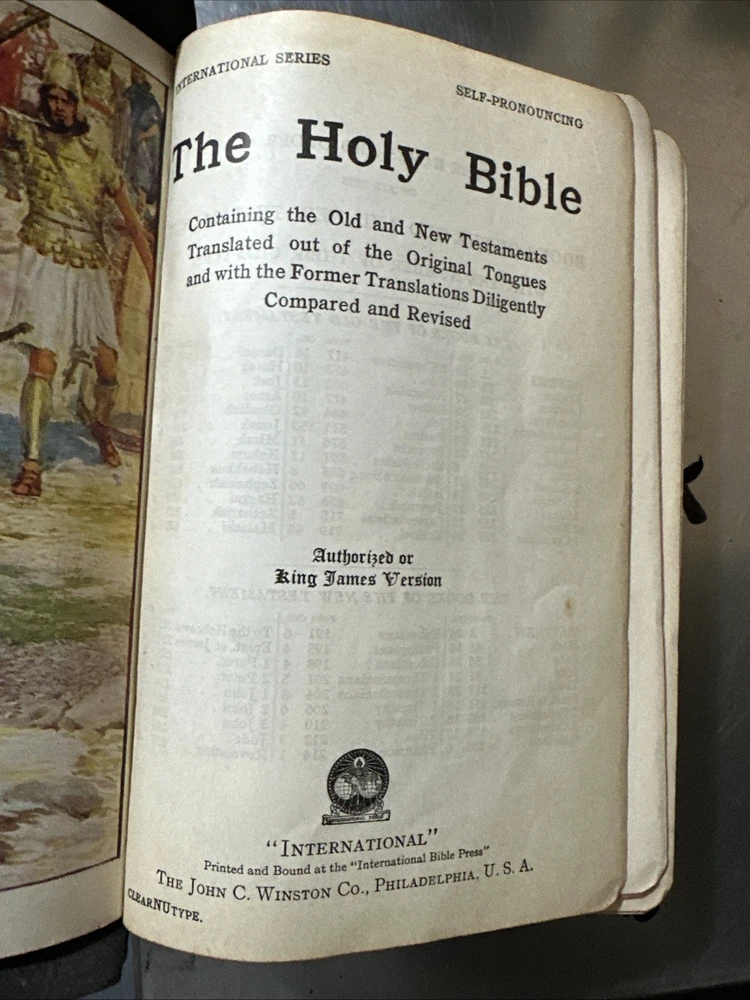 INTERNATIONAL SERIES
SELF-PRONOUNCING
The Holy Bible
Containing the Old and New Testaments
Translated out of the Original Tongues
and with the Former Translations Diligently
Compared and Revised
Authorized or
King James Version
"INTERNATIONAL"
Printed and Bound at the "International Bible Press"
THE JOHN C. WINSTON CO., PHILADELPHIA, U. S. A.
CLEARNUTYPE.